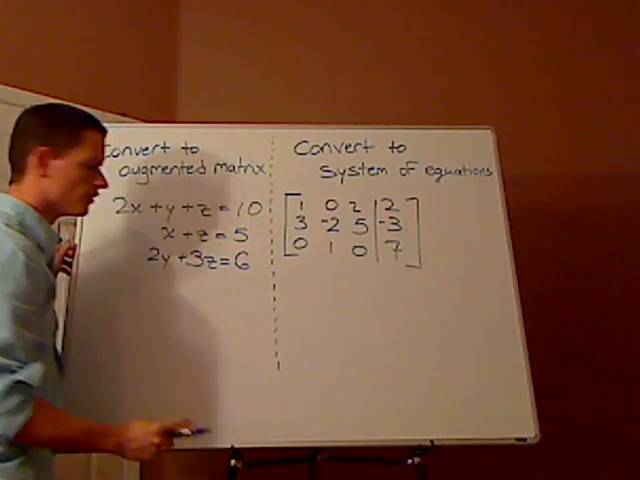 Convert to
augmented matrix
2x + y + z = 10
x + z = 5
2y + 3z = 6
Convert to
system of equations
1 0 2 | 2
3 -2 5 | -3
0 1 0 | 7